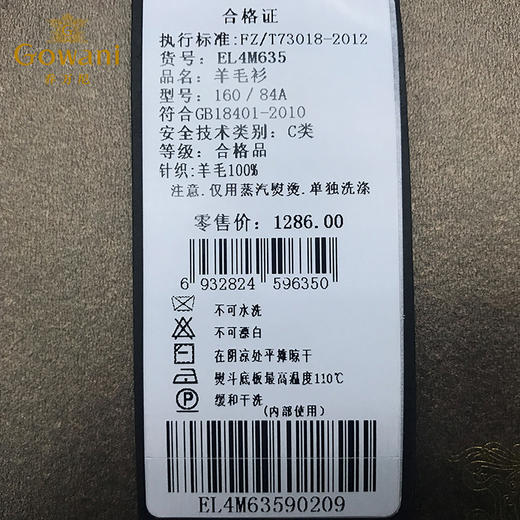 Gowani
合格证
执行标准:FZ/T73018-2012
货号: EL4M635
品名: 羊毛衫
型号: 160/84A
符合GB18401-2010
安全技术类别: C类
等级: 合格品
针织:羊毛100%
注意.仅用蒸汽熨烫.单独洗涤
零售价: 1286.00
6 932824 596350
不可水洗
不可漂白
在阴凉处平摊晾干
熨斗底板最高温度110℃
P 缓和干洗
(内部使用)
EL4M63590209